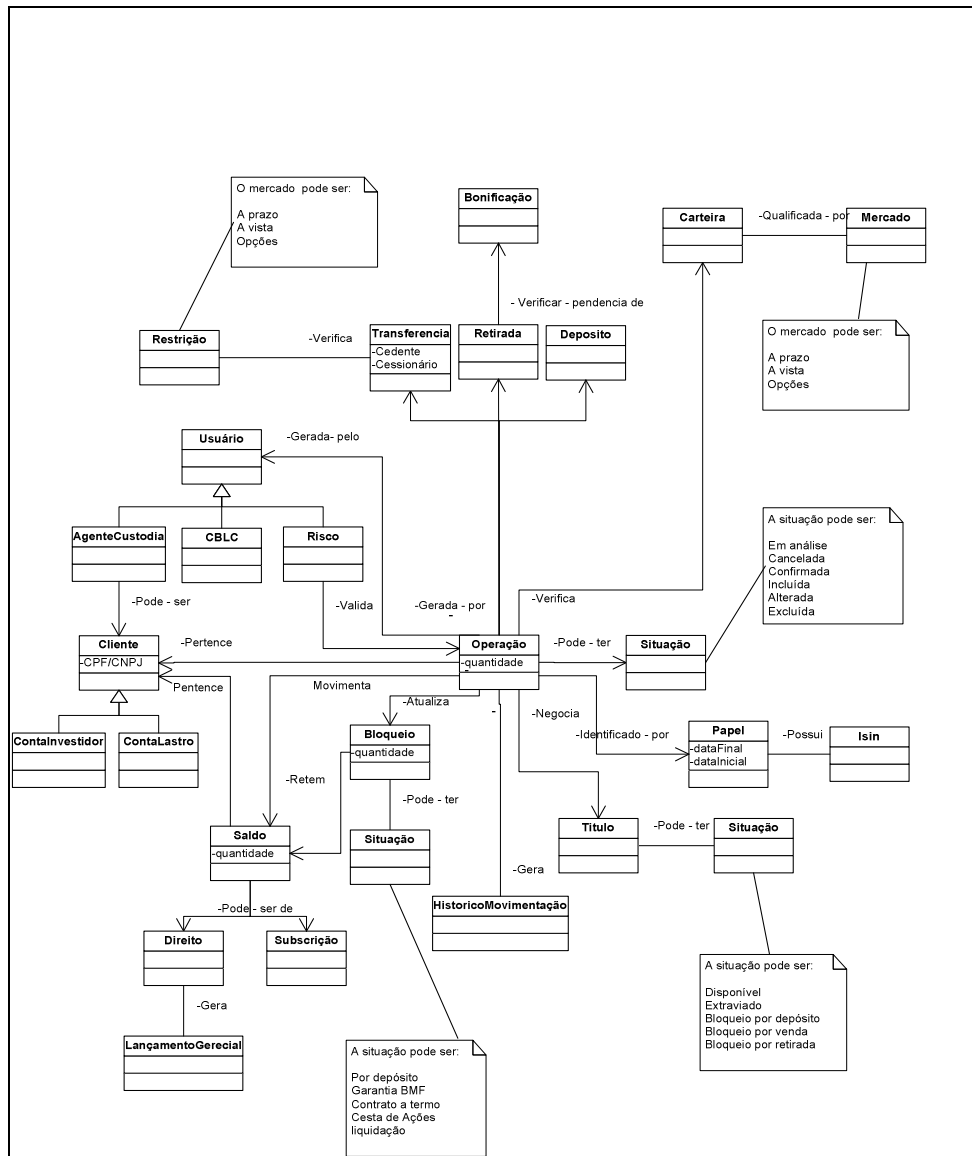 O mercado  pode ser:
A prazo
A vista
Opções
Bonificação
Carteira
-Qualificada - por
Mercado
- Verificar - pendencia de
Restrição
-Verifica
Transferencia
-Cedente
-Cessionário
Retirada
Deposito
O mercado  pode ser:
A prazo
A vista
Opções
Usuário
-Gerada- pelo
AgenteCustodia
CBLC
Risco
A situação pode ser:
Em análise
Cancelada
Confirmada
Incluída
Alterada
Excluída
-Pode - ser
-Valida
-Gerada - por
-
-Verifica
Cliente
-CPF/CNPJ
-Pertence
Operação
-quantidade
-
-Pode - ter
Situação
Pentence
Movimenta
-Atualiza
-
-Negocia
ContaInvestidor
ContaLastro
Bloqueio
-quantidade
-Identificado - por
Papel
-dataFinal
-dataInicial
-Possui
Isin
-Retem
-Pode - ter
Saldo
-quantidade
Situação
Titulo
-Pode - ter
Situação
-Gera
-Pode - ser de
HistoricoMovimentação
Direito
Subscrição
-Gera
A situação pode ser:
Disponível
Extraviado
Bloqueio por depósito
Bloqueio por venda
Bloqueio por retirada
LançamentoGerecial
A situação pode ser:
Por depósito
Garantia BMF
Contrato a termo
Cesta de Ações
liquidação